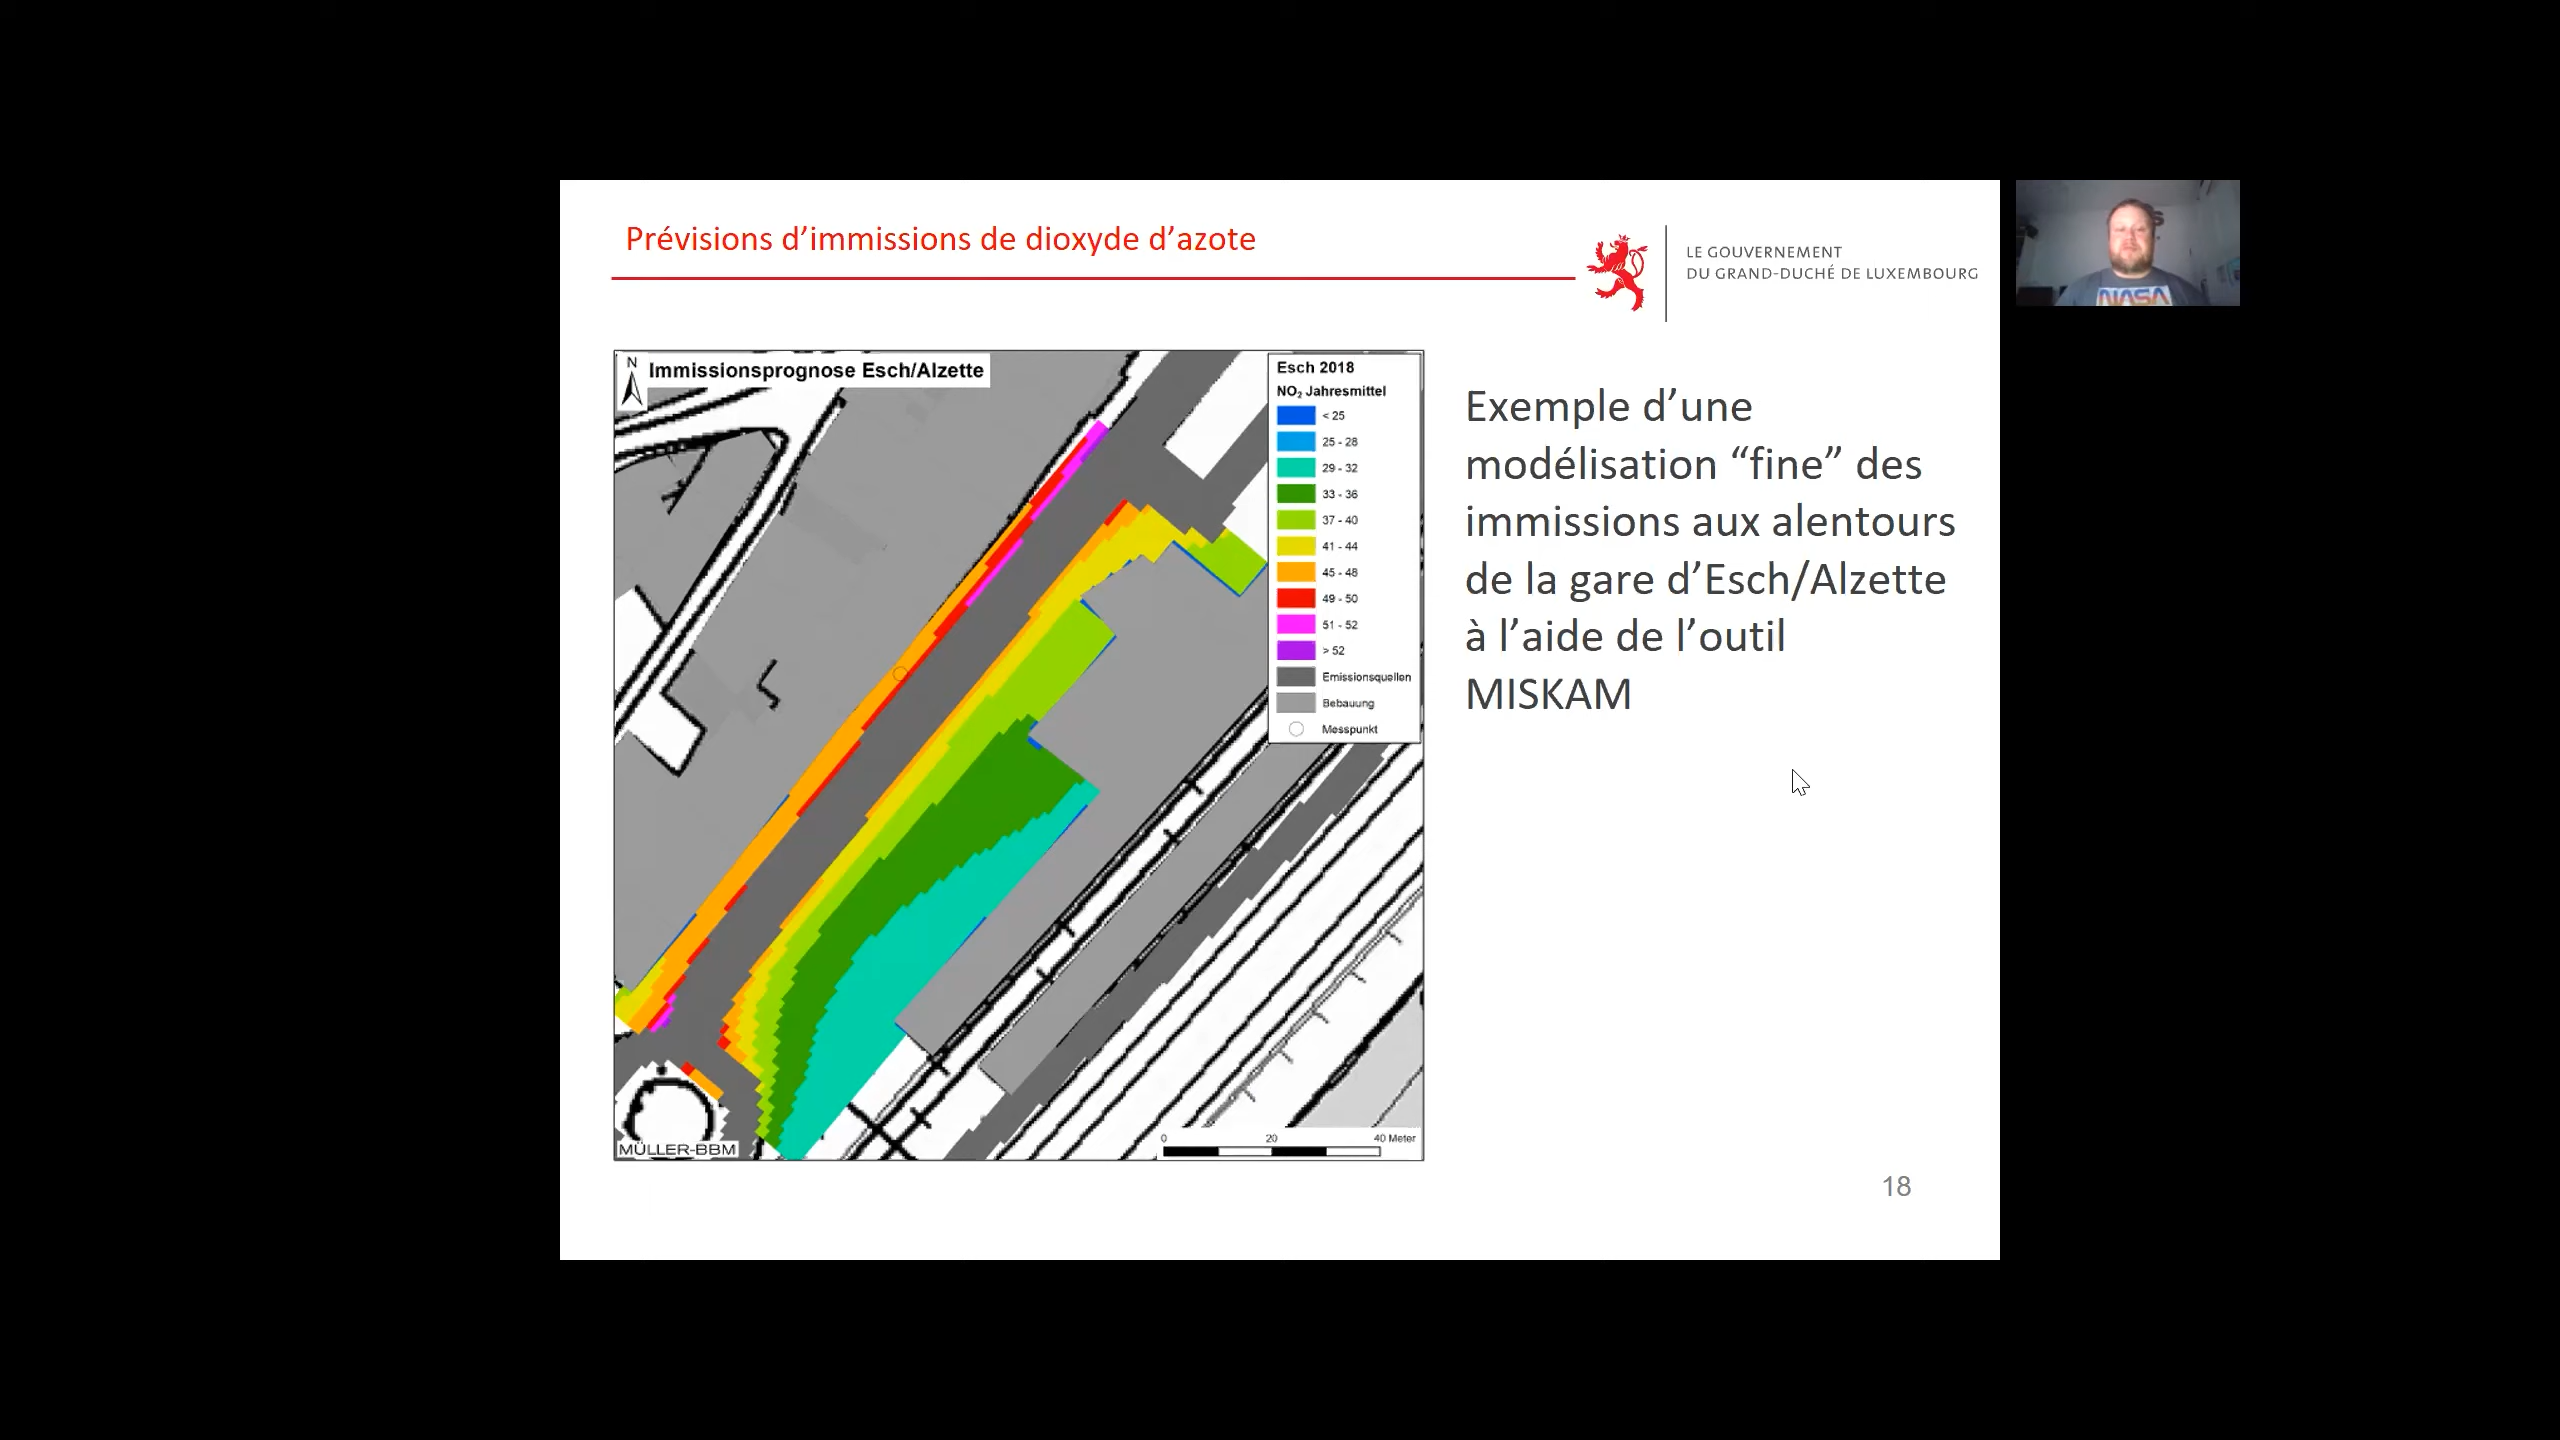 Prévisions d’immissions de dioxyde d’azote
LE GOUVERNEMENT
DU GRAND-DUCHÉ DE LUXEMBOURG
NASA
N
Immissionsprognose Esch/Alzette
Esch 2018
NO₂ Jahresmittel
< 25
25 - 28
29 - 32
33 - 36
37 - 40
41 - 44
45 - 48
49 - 50
51 - 52
> 52
Emissionsquellen
Bebauung
Messpunkt
MÜLLER-BBM
0 20 40 Meter
Exemple d’une
modélisation “fine” des
immissions aux alentours
de la gare d’Esch/Alzette
à l’aide de l’outil
MISKAM
18